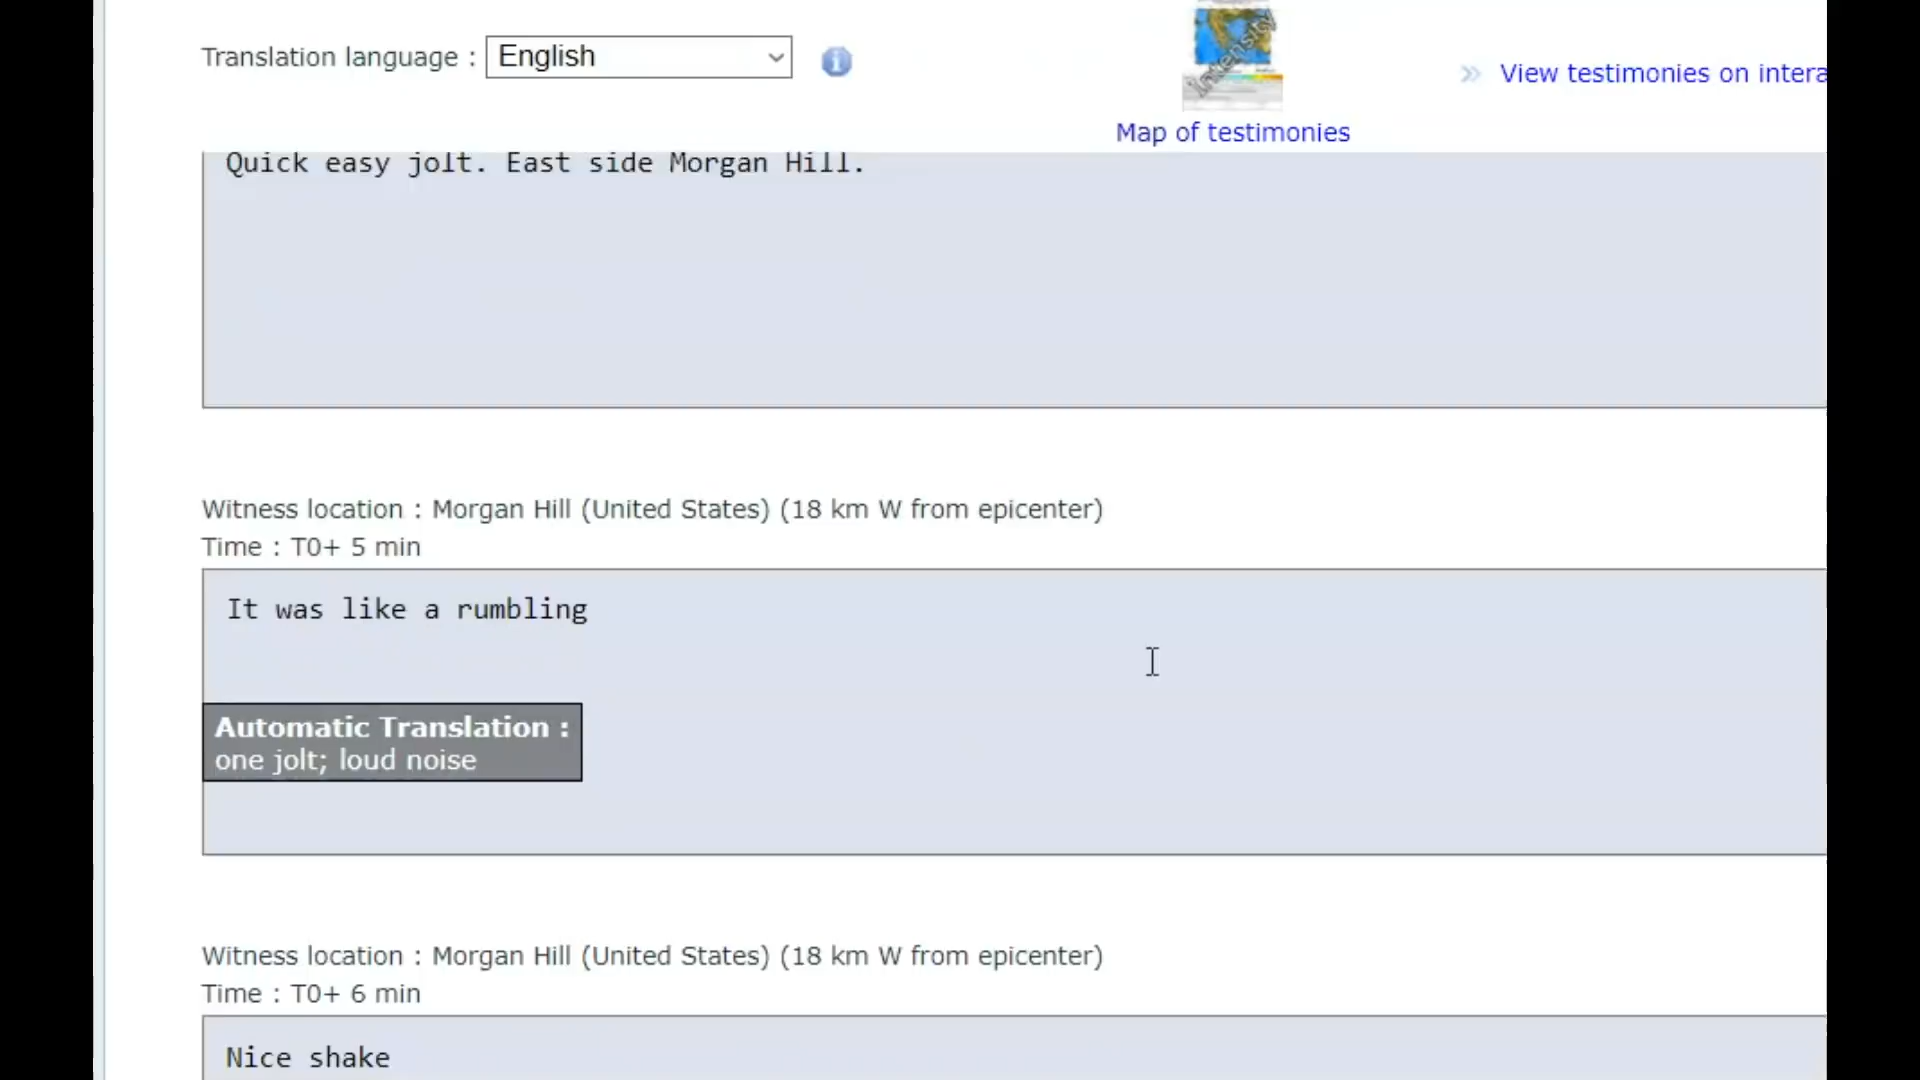 Translation language : English
Intensity
View testimonies on intera
Map of testimonies
Quick easy jolt. East side Morgan Hill.
Witness location : Morgan Hill (United States) (18 km W from epicenter)
Time : T0+ 5 min
It was like a rumbling
Automatic Translation :
one jolt; loud noise
Witness location : Morgan Hill (United States) (18 km W from epicenter)
Time : T0+ 6 min
Nice shake